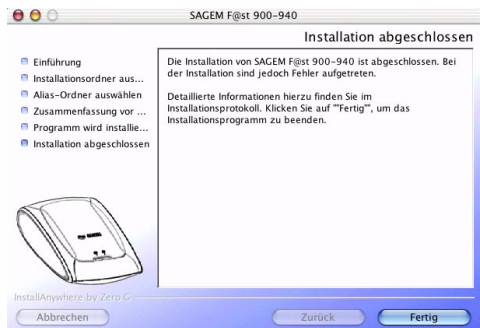 SAGEM F@st 900-940
Installation abgeschlossen
Einführung
Installationsordner aus...
Alias-Ordner auswählen
Zusammenfassung vor ...
Programm wird installie...
Installation abgeschlossen
Die Installation von SAGEM F@st 900-940 ist abgeschlossen. Bei
der Installation sind jedoch Fehler aufgetreten.
Detaillierte Informationen hierzu finden Sie im
Installationsprotokoll. Klicken Sie auf ""Fertig"", um das
Installationsprogramm zu beenden.
SAGEM
InstallAnywhere by Zero G
Abbrechen
Zurück
Fertig